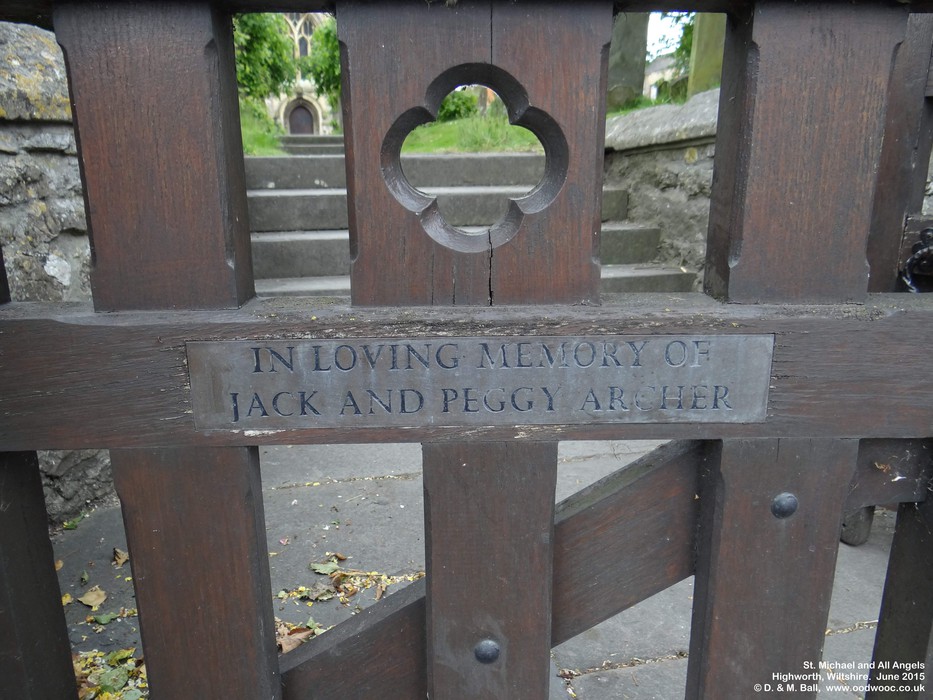 IN LOVING MEMORY OF
JACK AND PEGGY ARCHER
St. Michael and All Angels
Highworth, Wiltshire. June 2015
© D. & M. Ball, www.oodwooc.co.uk